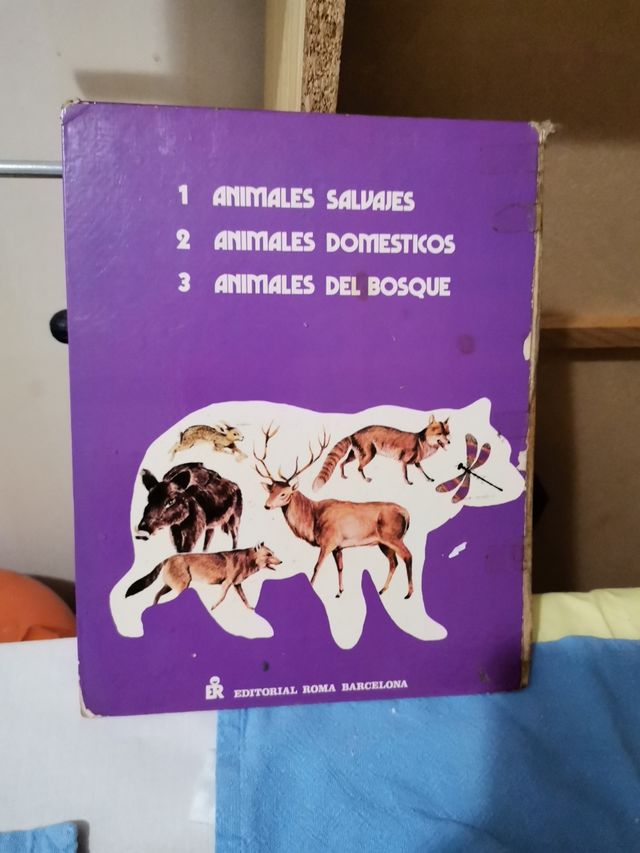 1 ANIMALES SALVAJES
2 ANIMALES DOMESTICOS
3 ANIMALES DEL BOSQUE
ER EDITORIAL ROMA BARCELONA